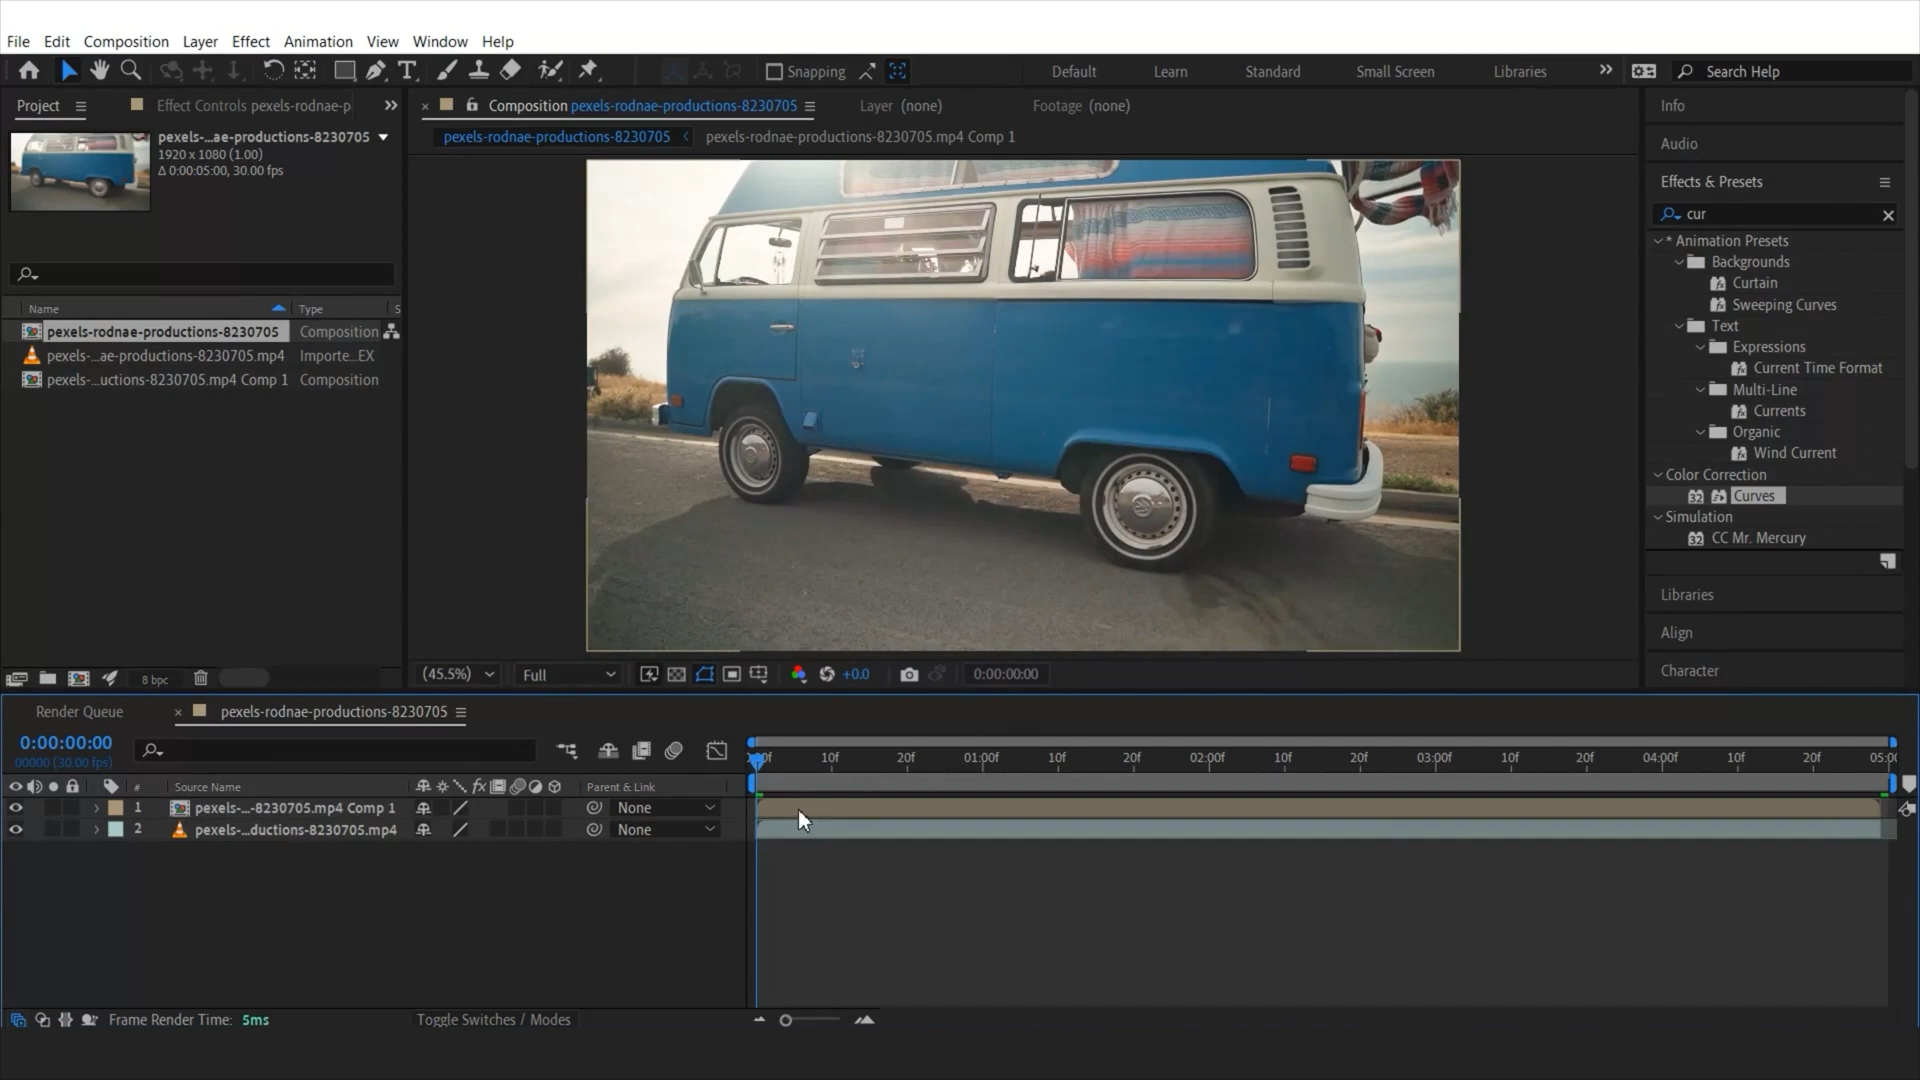 File Edit Composition Layer Effect Animation View Window Help
Snapping Default Learn Standard Small Screen Libraries Search Help
Project Effect Controls pexels-rodnae-p
Composition pexels-rodnae-productions-8230705 Layer (none) Footage (none)
pexels-rodnae-productions-8230705 pexels-rodnae-productions-8230705.mp4 Comp 1
pexels-...ae-productions-8230705
1920 x 1080 (1.00)
Δ 0:00:05:00, 30.00 fps
Name Type S
pexels-rodnae-productions-8230705 Composition
pexels-...ae-productions-8230705.mp4 Importe...EX
pexels-...uctions-8230705.mp4 Comp 1 Composition
8 bpc
(45.5%) Full +0.0 0:00:00:00
Info
Audio
Effects & Presets
cur
* Animation Presets
Backgrounds
Curtain
Sweeping Curves
Text
Expressions
Current Time Format
Multi-Line
Currents
Organic
Wind Current
Color Correction
32 Curves
Simulation
32 CC Mr. Mercury
Libraries
Align
Character
Render Queue pexels-rodnae-productions-8230705
0:00:00:00
00000 (30.00 fps)
10f 20f 01:00f 10f 20f 02:00f 10f 20f 03:00f 10f 20f 04:00f 10f 20f 05:00
# Source Name fx Parent & Link
1 pexels-...-8230705.mp4 Comp 1 None
2 pexels-...ductions-8230705.mp4 None
Frame Render Time: 5ms Toggle Switches / Modes